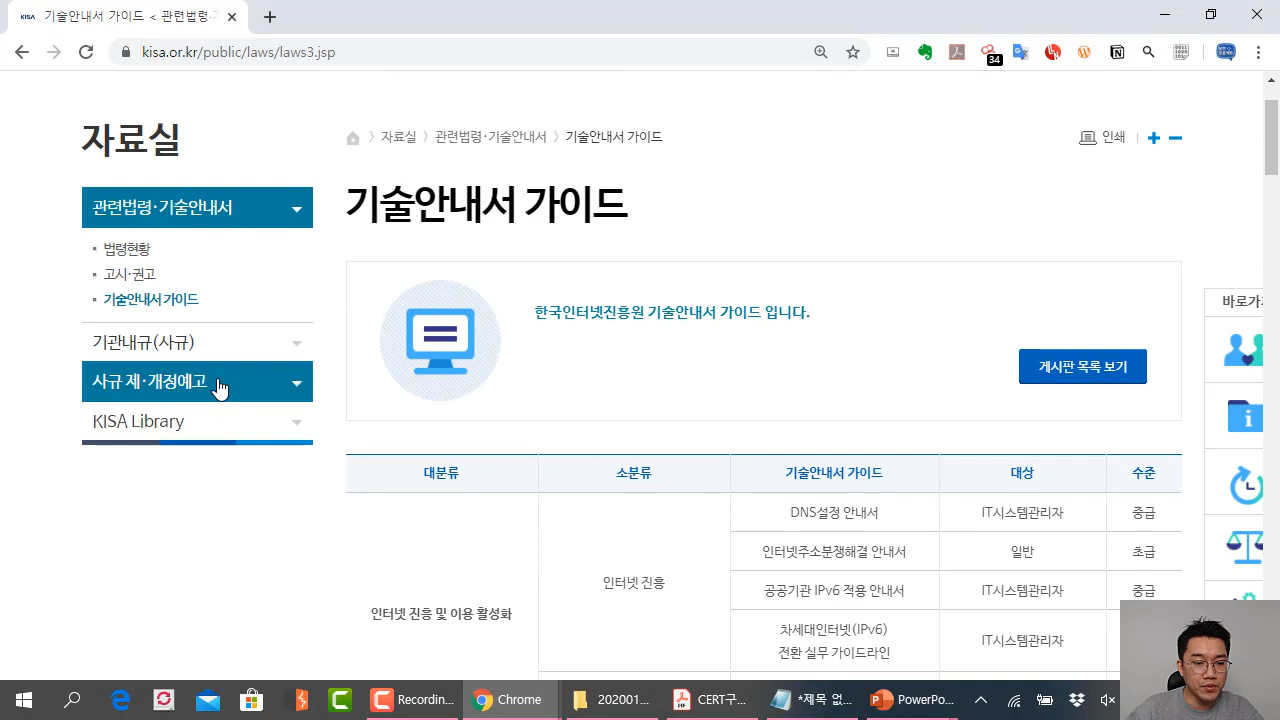 KISA 기술안내서 가이드 < 관련법령·기
kisa.or.kr/public/laws/laws3.jsp
34
자료실
관련법령·기술안내서
법령현황
고시·권고
기술안내서 가이드
기관내규(사규)
사규 제·개정예고
KISA Library
자료실 관련법령·기술안내서 기술안내서 가이드
인쇄
기술안내서 가이드
한국인터넷진흥원 기술안내서 가이드 입니다.
게시판 목록 보기
바로가기
대분류 소분류 기술안내서 가이드 대상 수준
인터넷 진흥 및 이용 활성화
인터넷 진흥
DNS설정 안내서 IT시스템관리자 중급
인터넷주소분쟁해결 안내서 일반 초급
공공기관 IPv6 적용 안내서 IT시스템관리자 중급
차세대인터넷(IPv6)
전환 실무 가이드라인
IT시스템관리자
Recordin...
Chrome
202001...
CERT구...
*제목 없...
PowerPo...